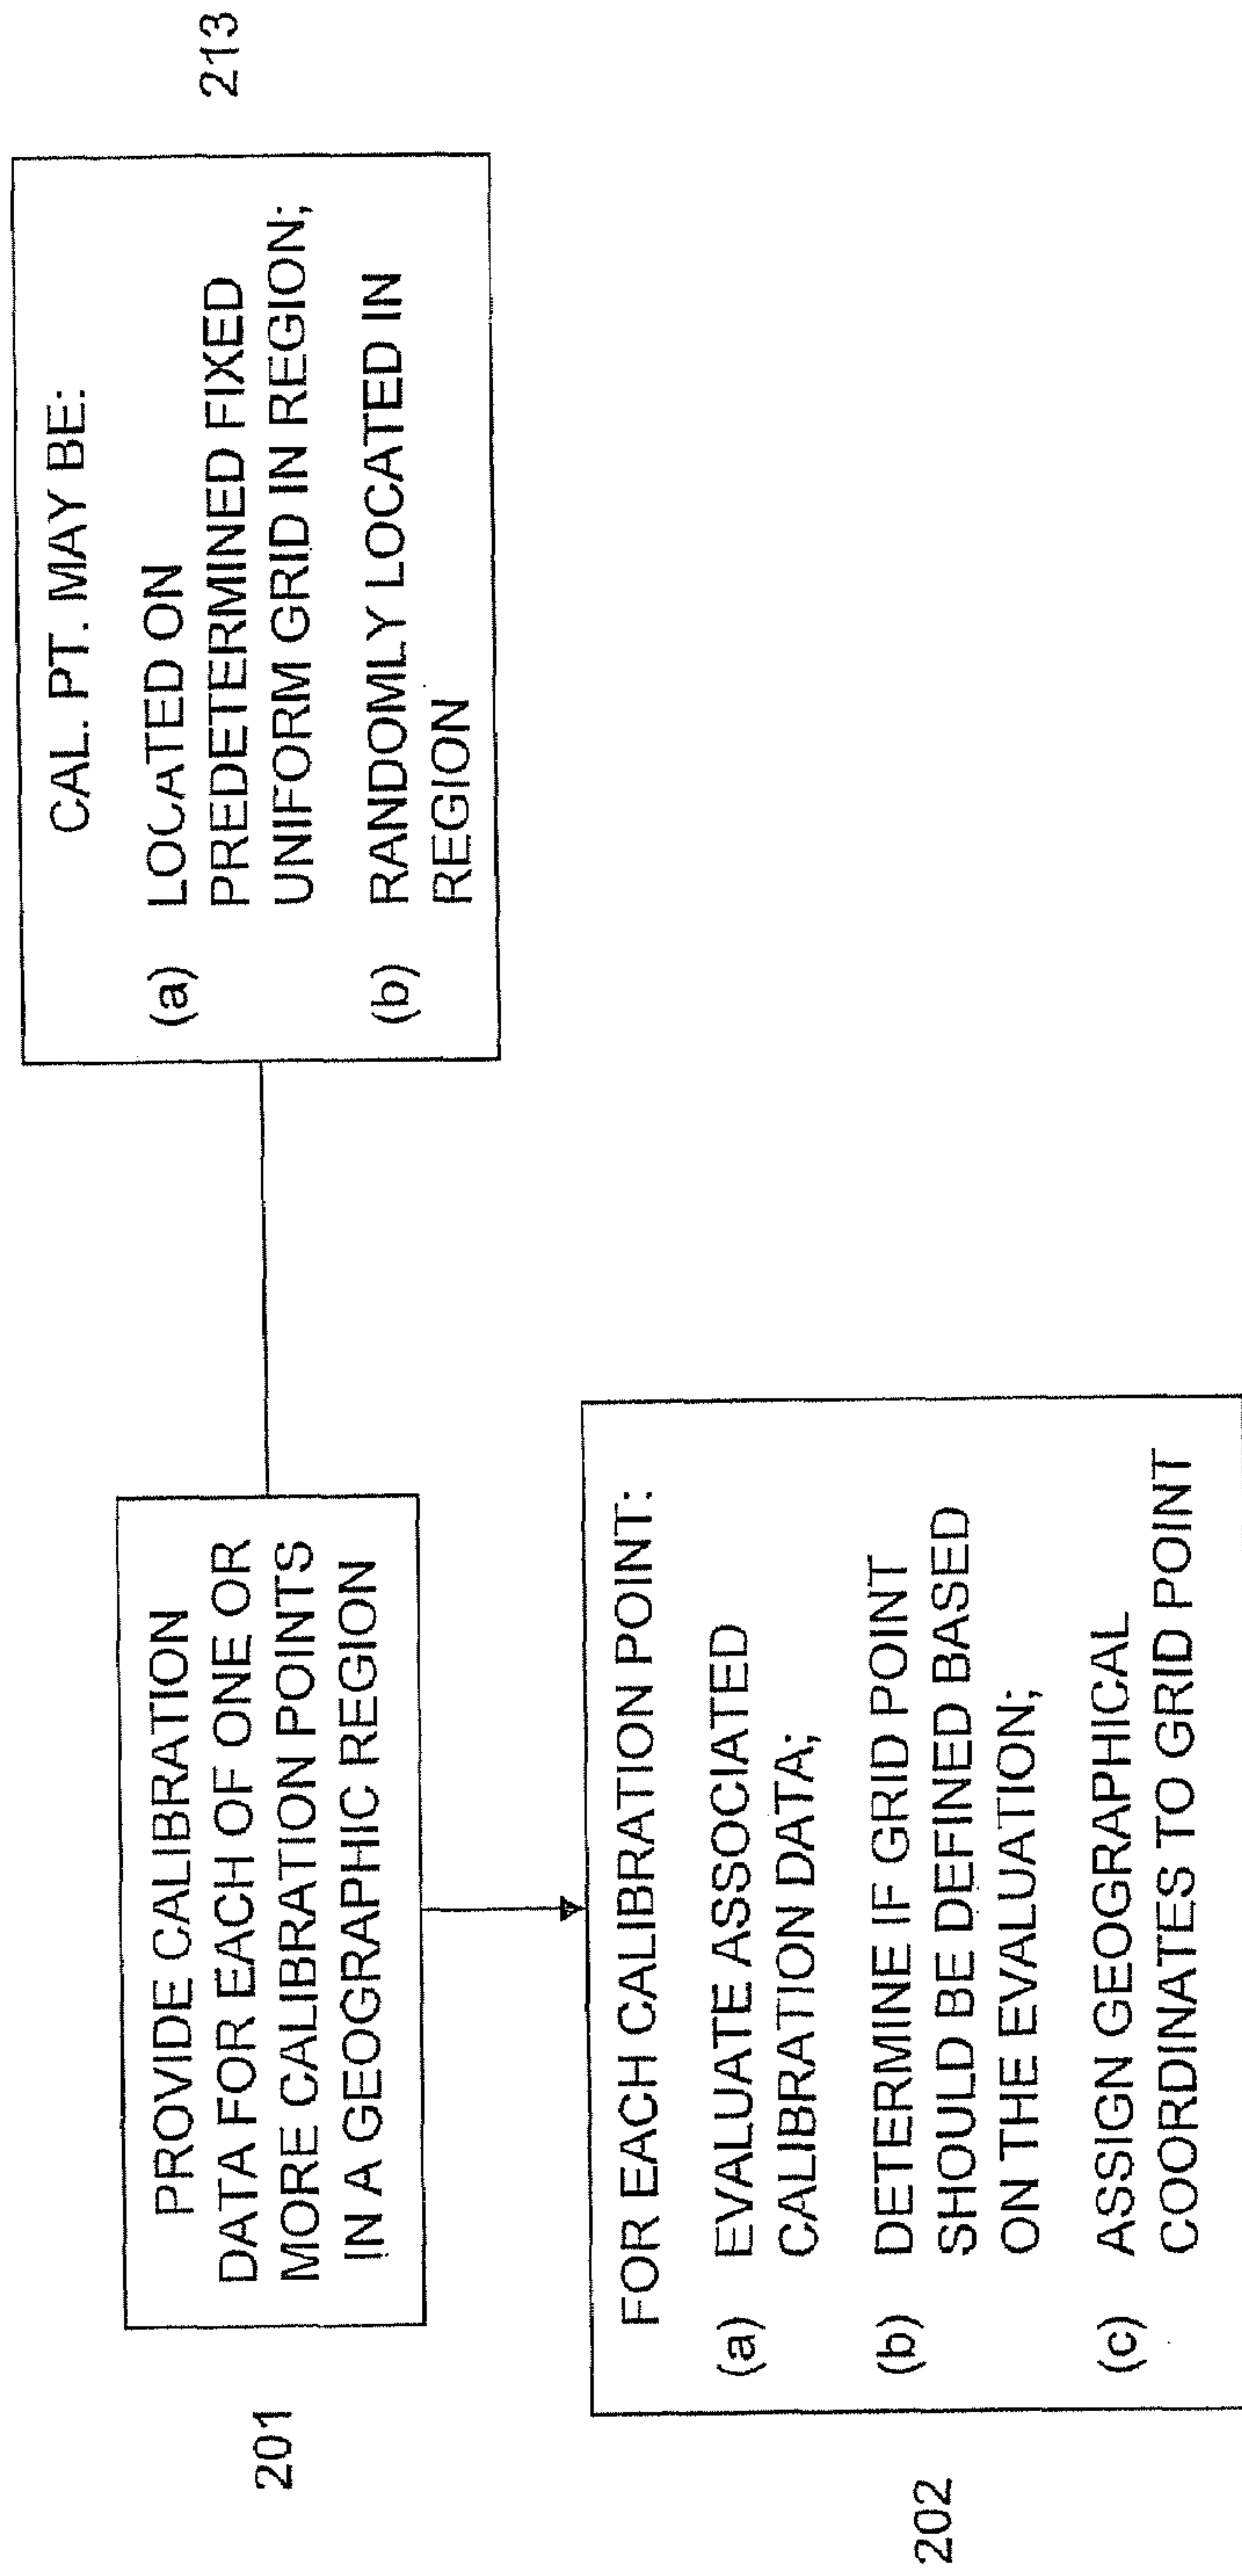 201
PROVIDE CALIBRATION
DATA FOR EACH OF ONE OR
MORE CALIBRATION POINTS
IN A GEOGRAPHIC REGION
CAL. PT. MAY BE:
(a) LOCATED ON
PREDETERMINED FIXED
UNIFORM GRID IN REGION;
(b) RANDOMLY LOCATED IN
REGION
213
202
FOR EACH CALIBRATION POINT:
(a) EVALUATE ASSOCIATED
CALIBRATION DATA;
(b) DETERMINE IF GRID POINT
SHOULD BE DEFINED BASED
ON THE EVALUATION;
(c) ASSIGN GEOGRAPHICAL
COORDINATES TO GRID POINT